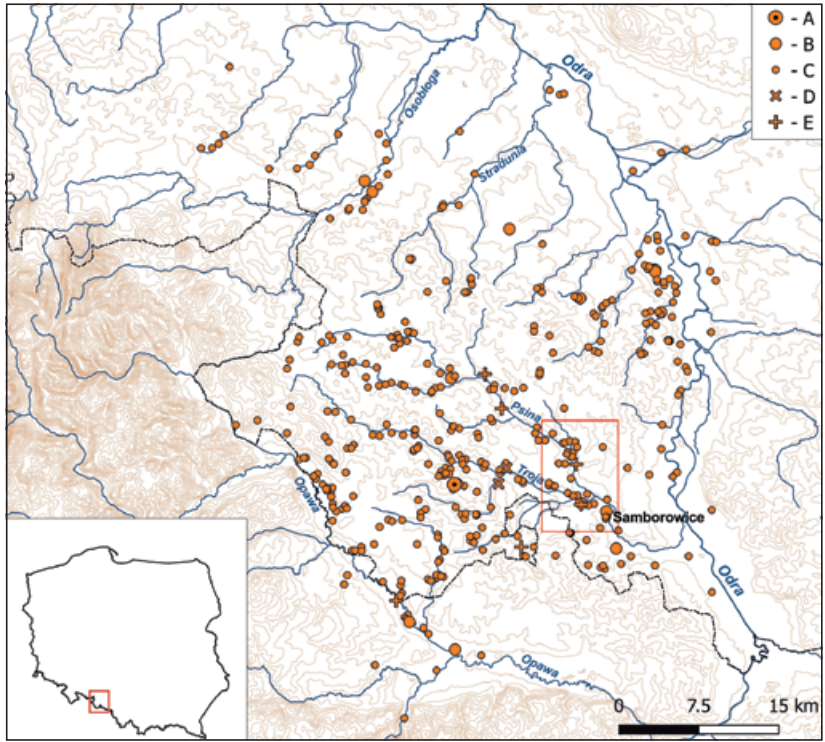 - A
- B
- C
- D
- E
Odra
Osobłoga
Stradunia
Psina
Troja
Opawa
Samborowice
Odra
Opawa
0 7.5 15 km